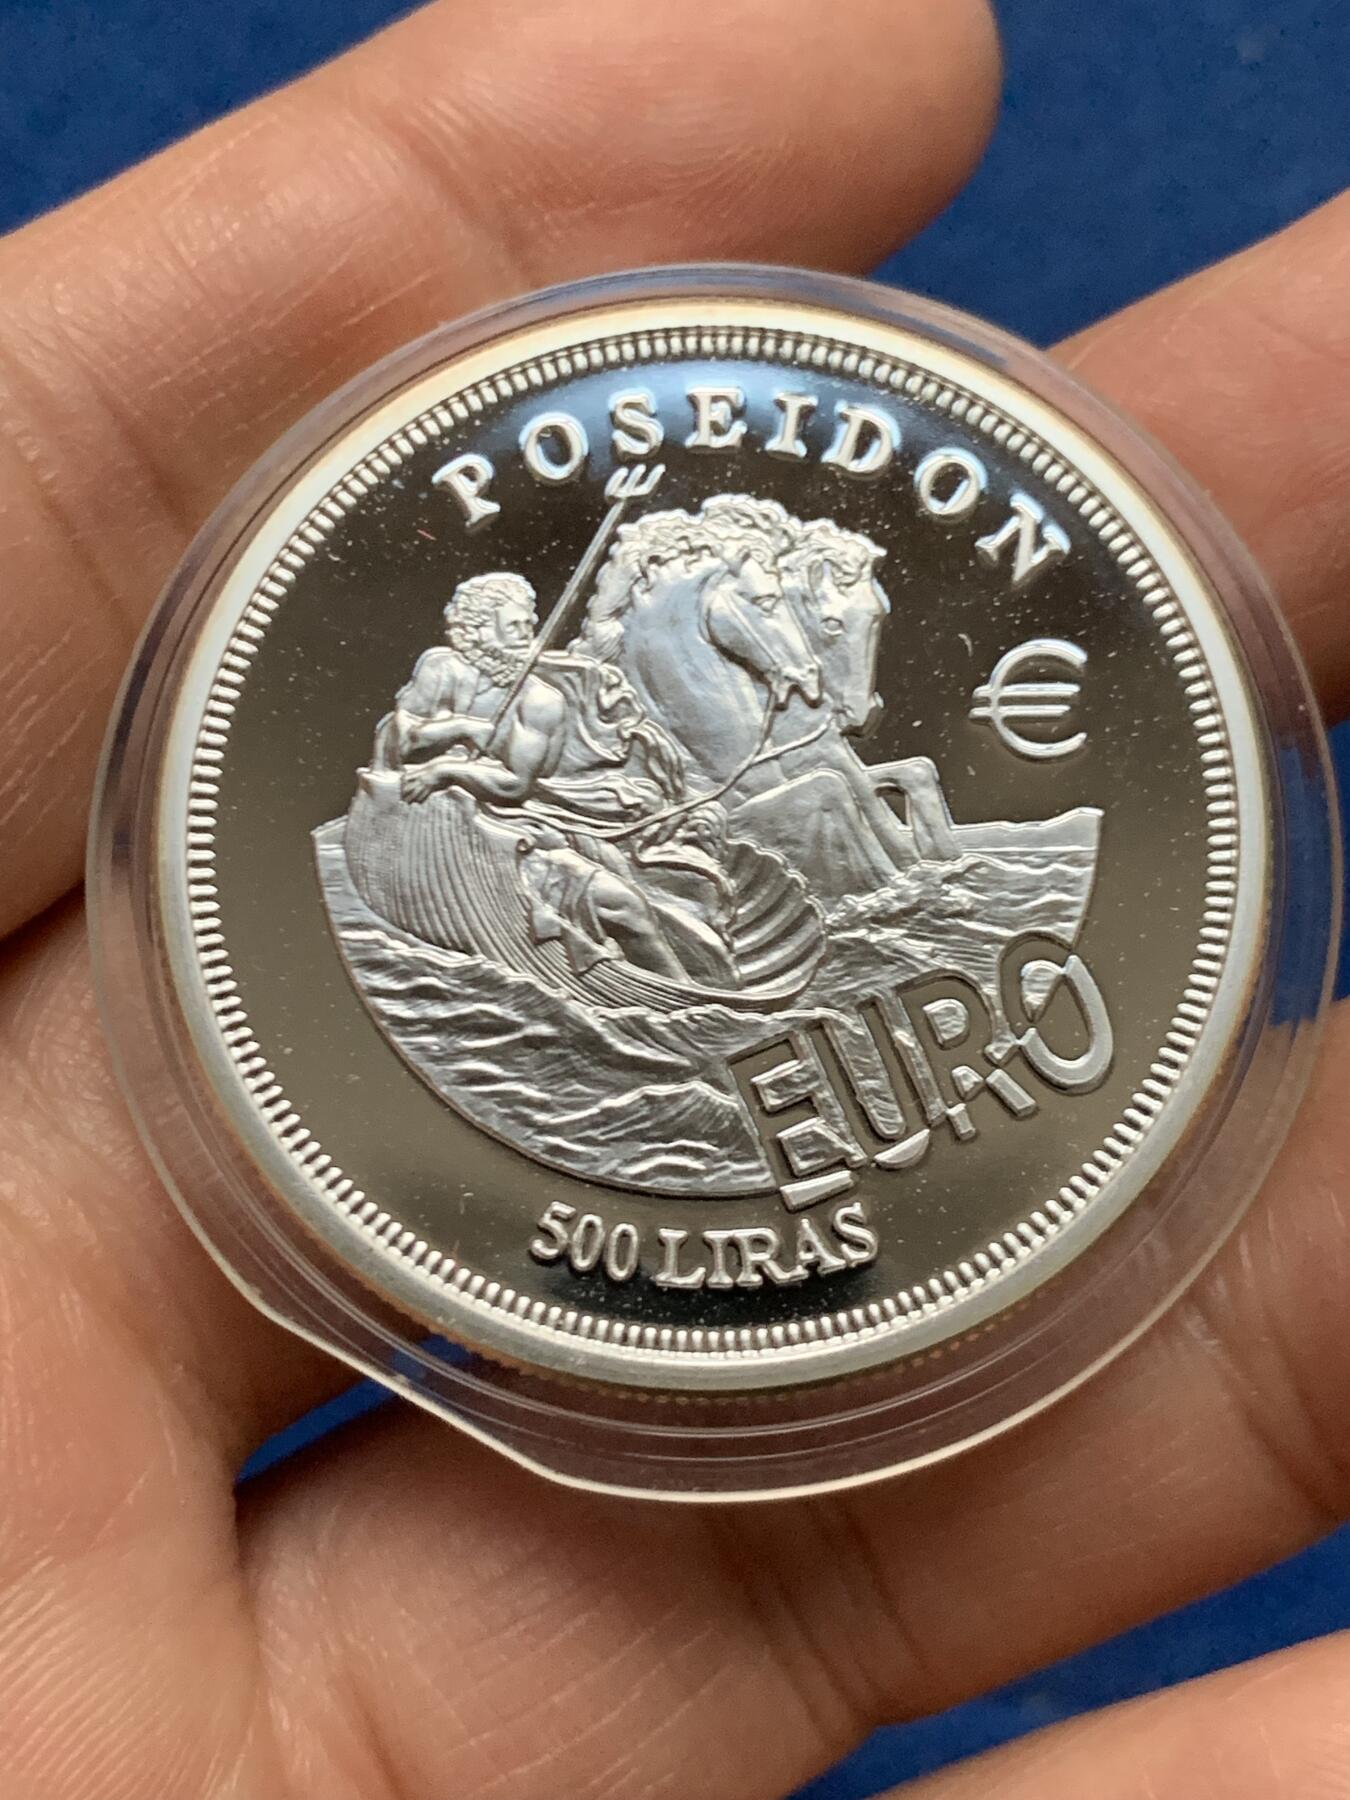 POSEIDON
€
EURO
500 LIRAS